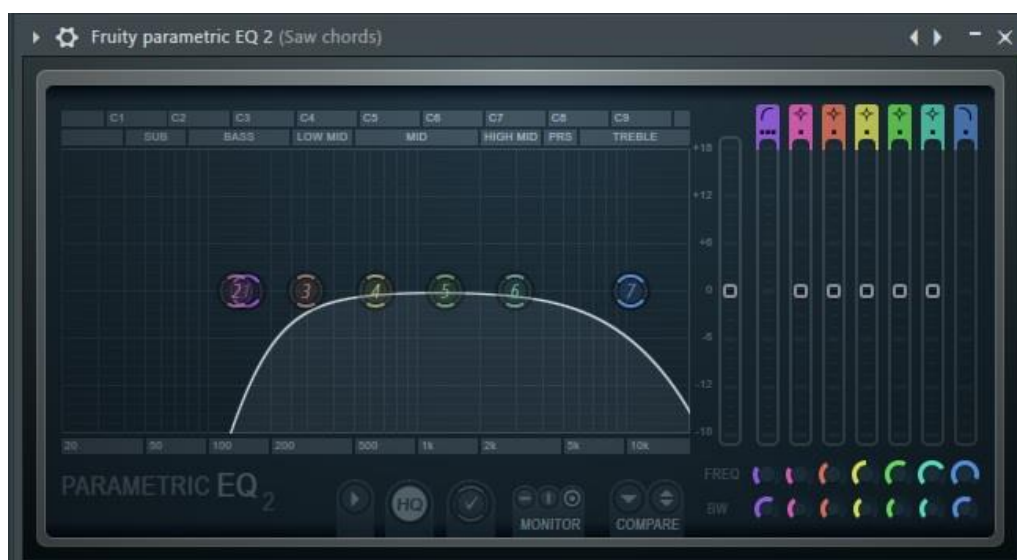 Fruity parametric EQ 2 (Saw chords)
C1 C2 C3 C4 C5 C6 C7 C8 C9
SUB BASS LOW MID MID HIGH MID PRS TREBLE
+18
+12
+6
2 1 3 4 5 6 7 0
-6
-12
-18
20 50 100 200 500 1k 2k 5k 10k
PARAMETRIC EQ 2
HQ
MONITOR COMPARE
FREQ
BW